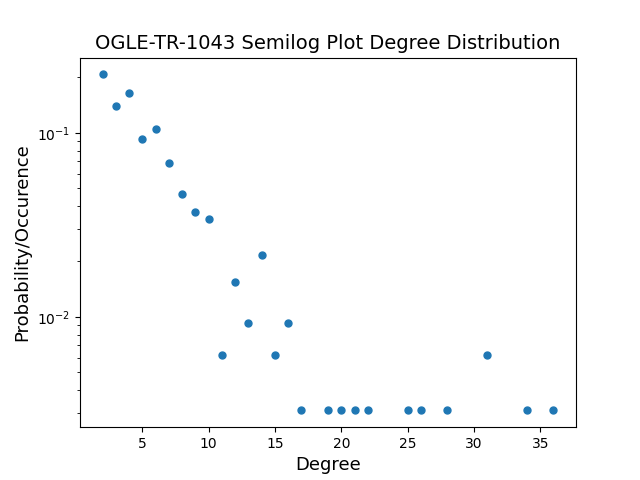 OGLE-TR-1043 Semilog Plot Degree Distribution
Probability/Occurence
10⁻¹
10⁻²
5 10 15 20 25 30 35
Degree